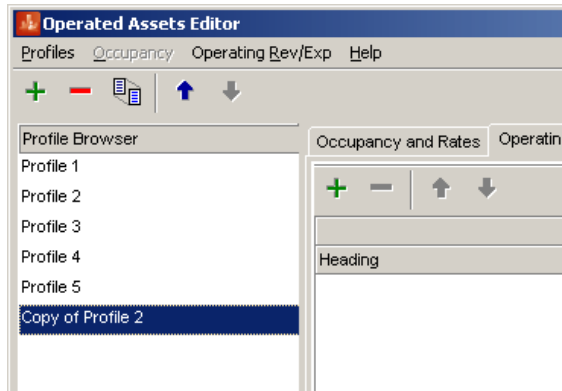 Operated Assets Editor
Profiles Occupancy Operating Rev/Exp Help
Profile Browser
Occupancy and Rates Operatin
Profile 1
Profile 2
Profile 3
Profile 4
Heading
Profile 5
Copy of Profile 2